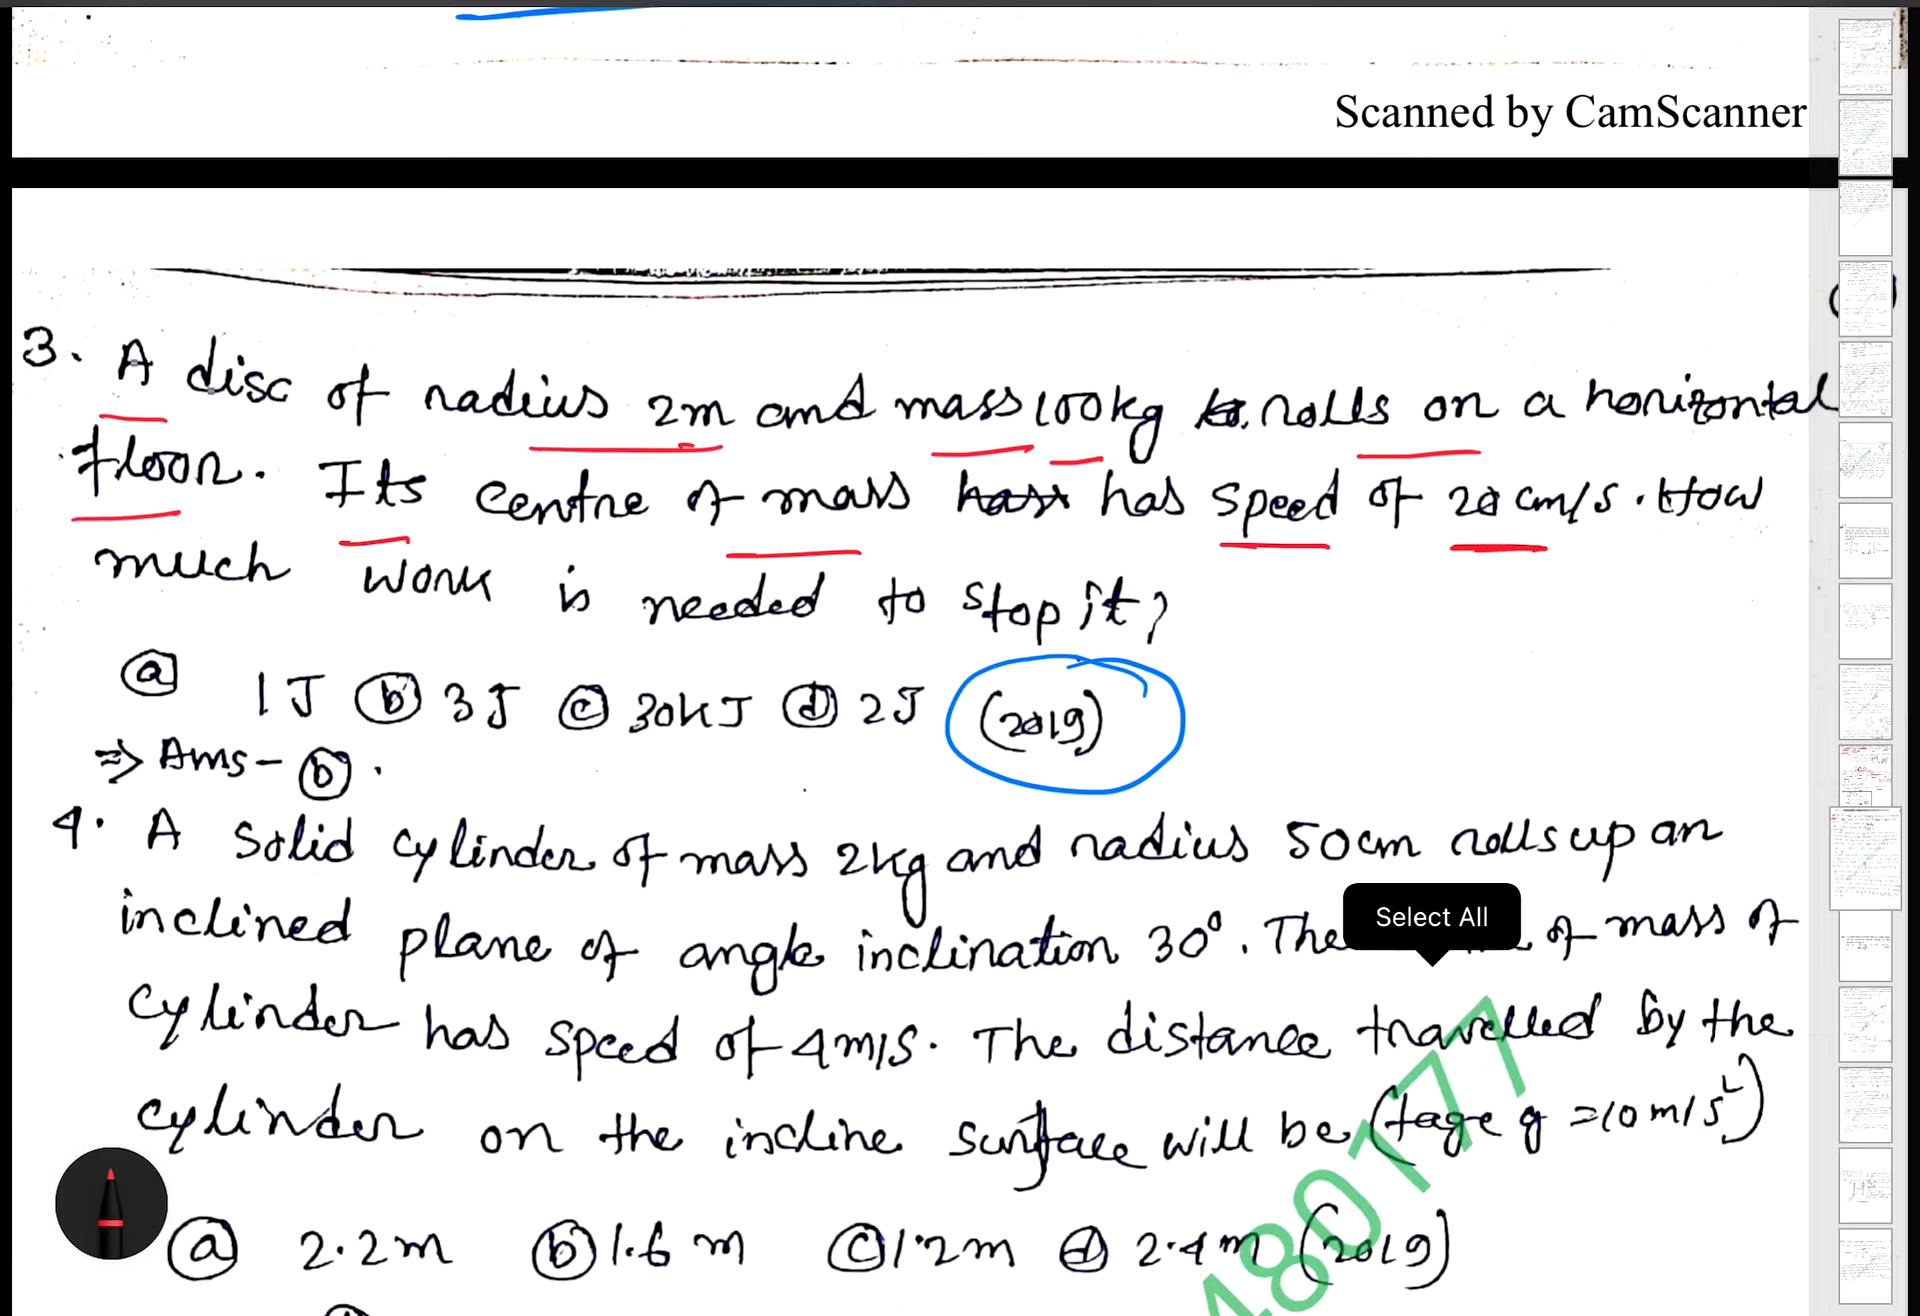 Scanned by CamScanner
3. A disc of radius 2m and mass 100kg rolls on a horizontal
floor. Its centre of mass has speed of 20 cm/s. How
much work is needed to stop it?
(a) 1J (b) 3J (c) 30kJ (d) 2J (2019)
⇒ Ans - (b).
4. A solid cylinder of mass 2kg and radius 50cm rolls up an
inclined plane of angle inclination 30°. The of mass of
Select All
cylinder has speed of 4m/s. The distance travelled by the
cylinder on the incline surface will be (tage g = 10 m/s²)
(a) 2.2m (b) 1.6 m (c) 1.2m (d) 2.4m (2019)
480177